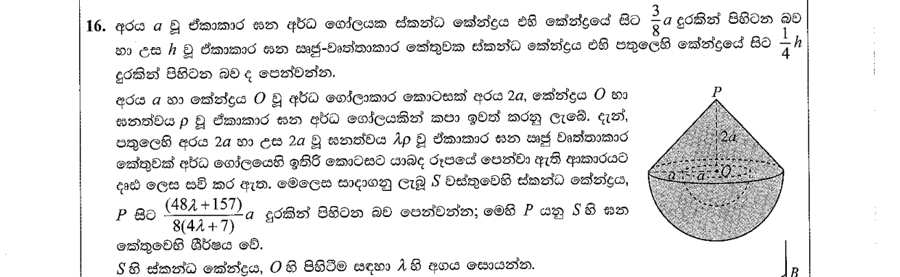 16. අරය a වූ ඒකාකාර ඝන අර්ධ ගෝලයක ස්කන්ධ කේන්ද්‍රය එහි කේන්ද්‍රයේ සිට 3/8 a දුරකින් පිහිටන බව
හා උස h වූ ඒකාකාර ඝන ඍජු-වෘත්තාකාර කේතුවක ස්කන්ධ කේන්ද්‍රය එහි පතුලෙහි කේන්ද්‍රයේ සිට 1/4 h
දුරකින් පිහිටන බව ද පෙන්වන්න.
අරය a හා කේන්ද්‍රය O වූ අර්ධ ගෝලාකාර කොටසක් අරය 2a, කේන්ද්‍රය O හා
ඝනත්වය ρ වූ ඒකාකාර ඝන අර්ධ ගෝලයකින් කපා ඉවත් කරනු ලැබේ. දැන්,
පතුලෙහි අරය 2a හා උස 2a වූ ඝනත්වය λρ වූ ඒකාකාර ඝන ඍජු වෘත්තාකාර
කේතුවක් අර්ධ ගෝලයෙහි ඉතිරි කොටසට යාබද රූපයේ පෙන්වා ඇති ආකාරයට
දෘඪ ලෙස සවි කර ඇත. මෙලෙස සාදාගනු ලැබූ S වස්තුවෙහි ස්කන්ධ කේන්ද්‍රය,
P සිට (48λ+157)/8(4λ+7) a දුරකින් පිහිටන බව පෙන්වන්න; මෙහි P යනු S හි ඝන
කේතුවෙහි ශීර්ෂය වේ.
S හි ස්කන්ධ කේන්ද්‍රය, O හි පිහිටීම සඳහා λ හි අගය සොයන්න.
P
2a
a a O
B